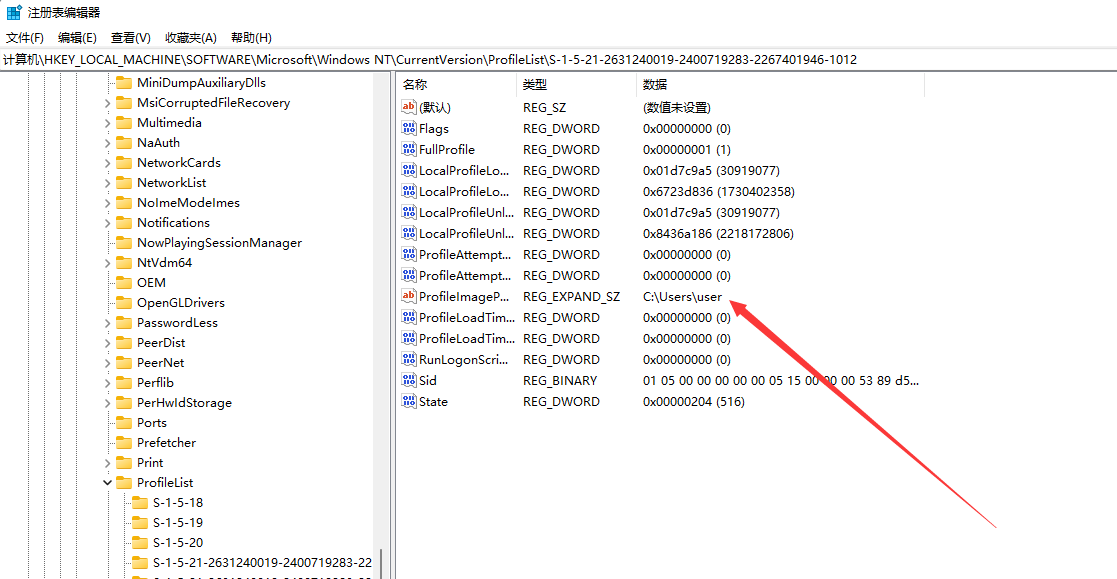 注册表编辑器
文件(F) 编辑(E) 查看(V) 收藏夹(A) 帮助(H)
计算机\HKEY_LOCAL_MACHINE\SOFTWARE\Microsoft\Windows NT\CurrentVersion\ProfileList\S-1-5-21-2631240019-2400719283-2267401946-1012
MiniDumpAuxiliaryDlls
MsiCorruptedFileRecovery
Multimedia
NaAuth
NetworkCards
NetworkList
NoImeModeImes
Notifications
NowPlayingSessionManager
NtVdm64
OEM
OpenGLDrivers
PasswordLess
PeerDist
PeerNet
Perflib
PerHwIdStorage
Ports
Prefetcher
Print
ProfileList
S-1-5-18
S-1-5-19
S-1-5-20
S-1-5-21-2631240019-2400719283-22
名称 类型 数据
ab (默认) REG_SZ (数值未设置)
Flags REG_DWORD 0x00000000 (0)
FullProfile REG_DWORD 0x00000001 (1)
LocalProfileLo... REG_DWORD 0x01d7c9a5 (30919077)
LocalProfileLo... REG_DWORD 0x6723d836 (1730402358)
LocalProfileUnl... REG_DWORD 0x01d7c9a5 (30919077)
LocalProfileUnl... REG_DWORD 0x8436a186 (2218172806)
ProfileAttempt... REG_DWORD 0x00000000 (0)
ProfileAttempt... REG_DWORD 0x00000000 (0)
ab ProfileImageP... REG_EXPAND_SZ C:\Users\user
ProfileLoadTim... REG_DWORD 0x00000000 (0)
ProfileLoadTim... REG_DWORD 0x00000000 (0)
RunLogonScri... REG_DWORD 0x00000000 (0)
Sid REG_BINARY 01 05 00 00 00 00 00 05 15 00 00 00 53 89 d5...
State REG_DWORD 0x00000204 (516)